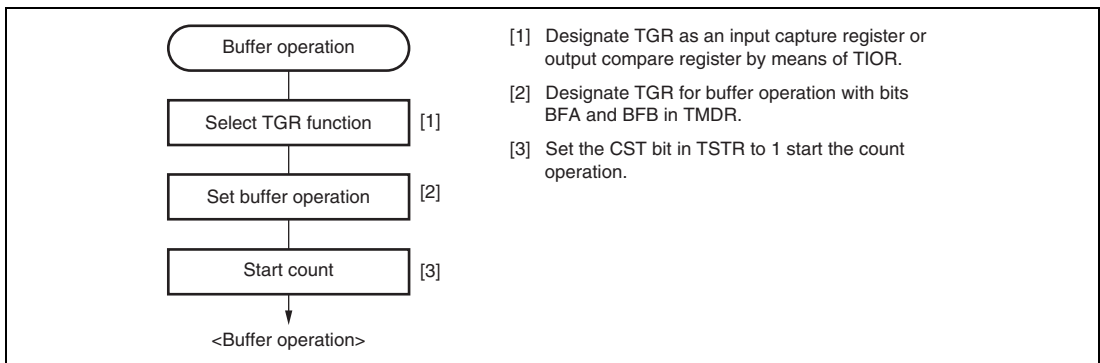 Buffer operation
Select TGR function
[1]
Set buffer operation
[2]
Start count
[3]
<Buffer operation>
[1] Designate TGR as an input capture register or
output compare register by means of TIOR.
[2] Designate TGR for buffer operation with bits
BFA and BFB in TMDR.
[3] Set the CST bit in TSTR to 1 start the count
operation.